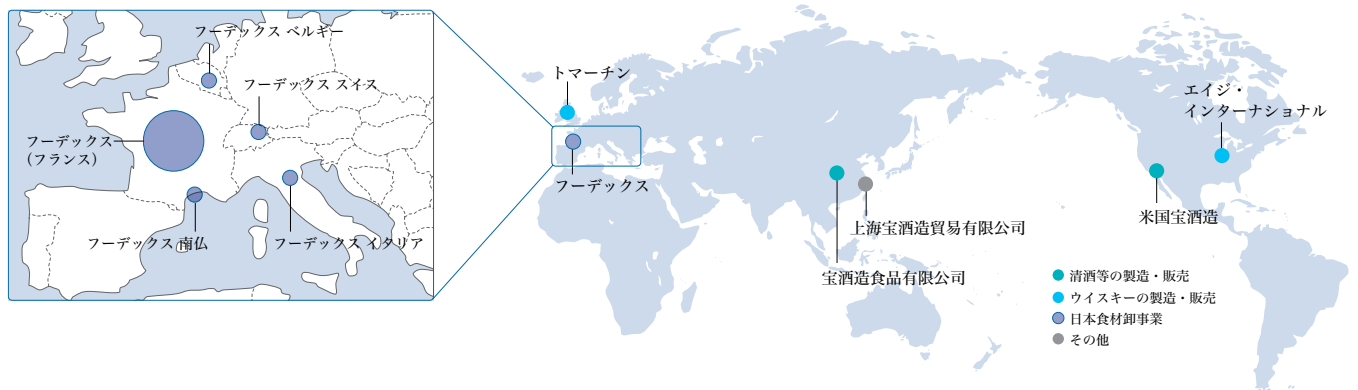 フーデックス ベルギー
フーデックス スイス
フーデックス
（フランス）
フーデックス 南仏
フーデックス イタリア
トマーチン
フーデックス
上海宝酒造貿易有限公司
宝酒造食品有限公司
エイジ・
インターナショナル
米国宝酒造
清酒等の製造・販売
ウイスキーの製造・販売
日本食材卸事業
その他